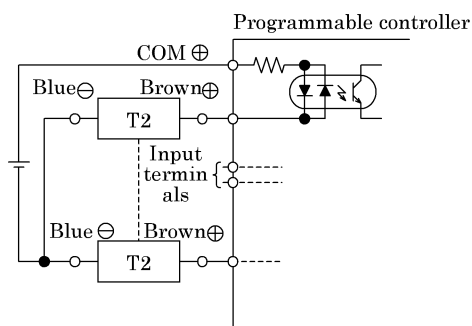 Programmable controller
COM ⊕
Blue⊖ Brown⊕
T2
Input
termin
als
Blue⊖ Brown⊕
T2